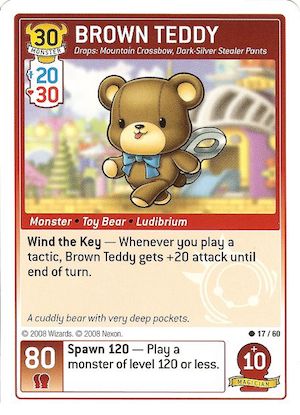 30
MONSTER
BROWN TEDDY
Drops: Mountain Crossbow, Dark-Silver Stealer Pants
20
30
Monster • Toy Bear • Ludibrium
Wind the Key — Whenever you play a
tactic, Brown Teddy gets +20 attack until
end of turn.
A cuddly bear with very deep pockets.
© 2008 Wizards. © 2008 Nexon.
17 / 60
80
Spawn 120 — Play a
monster of level 120 or less.
+
10
MAGICIAN